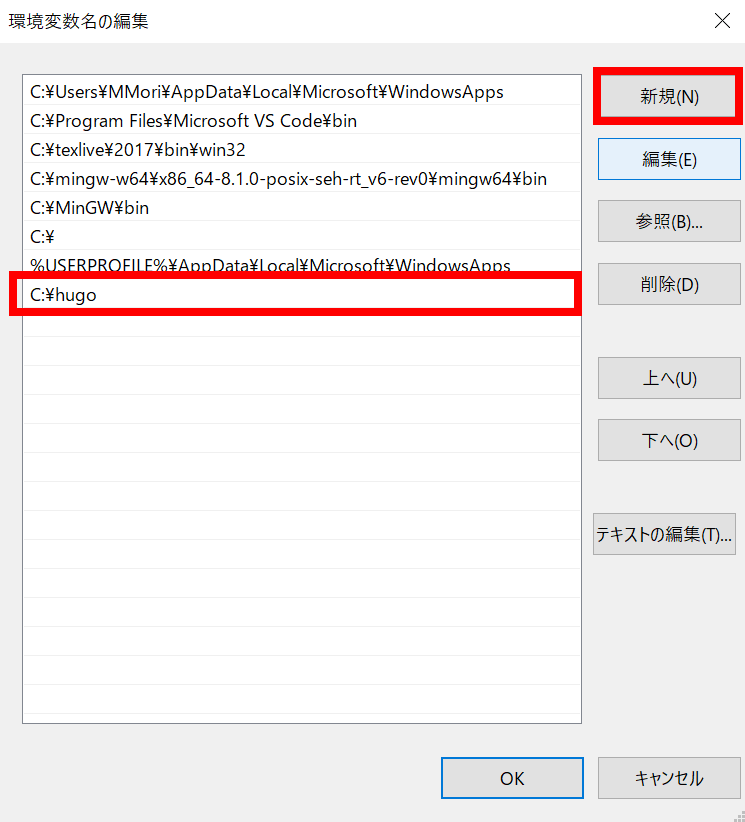 環境変数名の編集
C:¥Users¥MMori¥AppData¥Local¥Microsoft¥WindowsApps
C:¥Program Files¥Microsoft VS Code¥bin
C:¥texlive¥2017¥bin¥win32
C:¥mingw-w64¥x86_64-8.1.0-posix-seh-rt_v6-rev0¥mingw64¥bin
C:¥MinGW¥bin
C:¥
%USERPROFILE%¥AppData¥Local¥Microsoft¥WindowsApps
C:¥hugo
新規(N)
編集(E)
参照(B)...
削除(D)
上へ(U)
下へ(O)
テキストの編集(T)...
OK
キャンセル